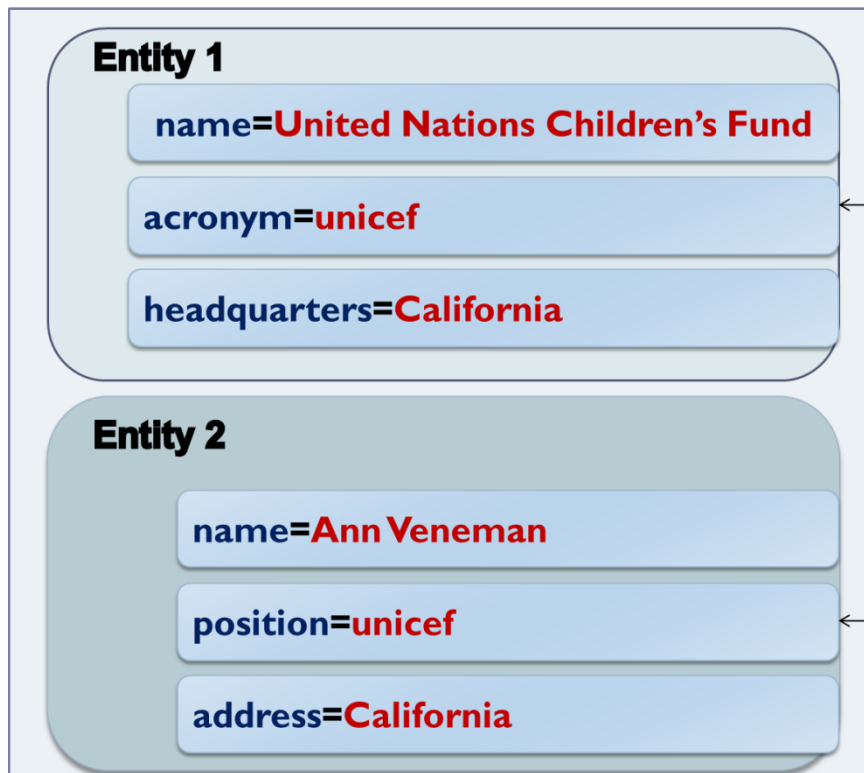 Entity 1
name=United Nations Children’s Fund
acronym=unicef
headquarters=California
Entity 2
name=Ann Veneman
position=unicef
address=California